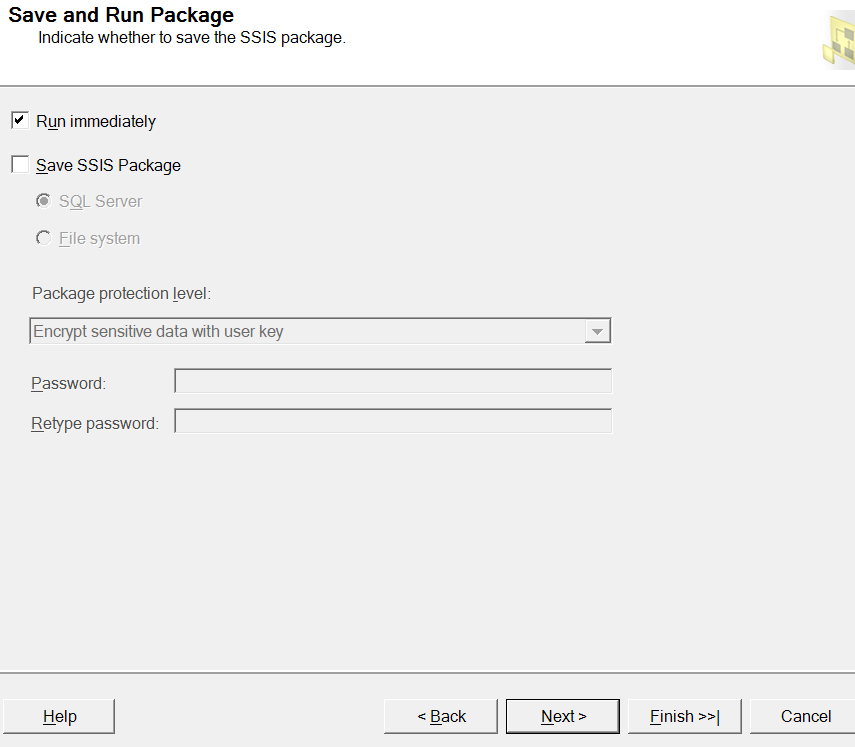 Save and Run Package
Indicate whether to save the SSIS package.
Run immediately
Save SSIS Package
SQL Server
File system
Package protection level:
Encrypt sensitive data with user key
Password:
Retype password:
Help
< Back
Next >
Finish >>|
Cancel